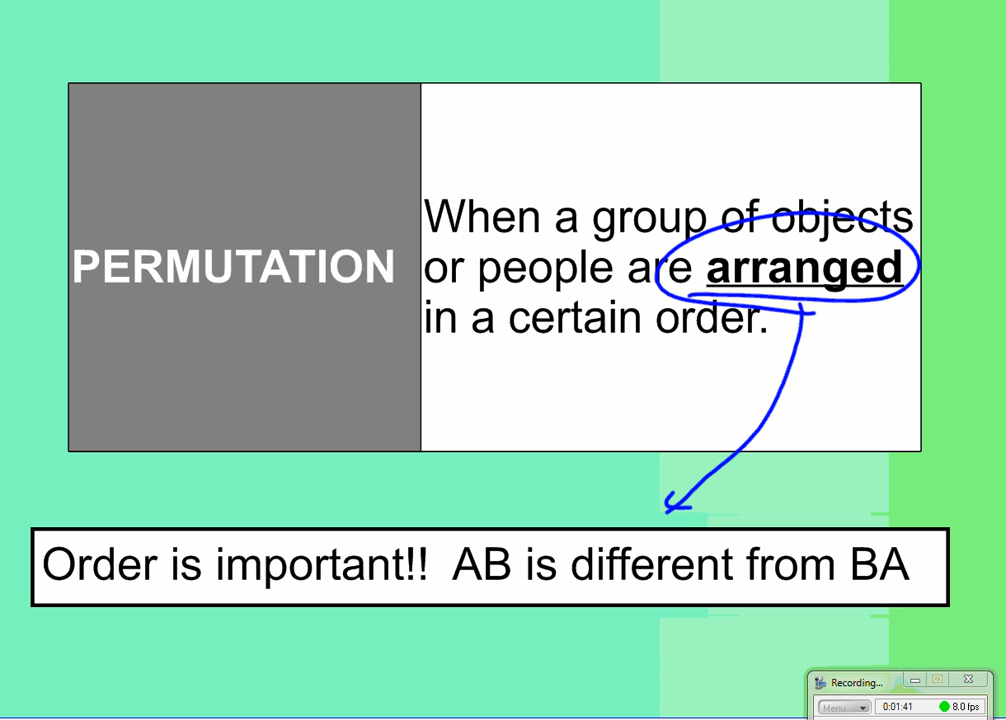 When a group of objects
PERMUTATION or people are arranged
in a certain order.
Order is important!! AB is different from BA
Recording...
Menu 0:01:41 8.0 fps